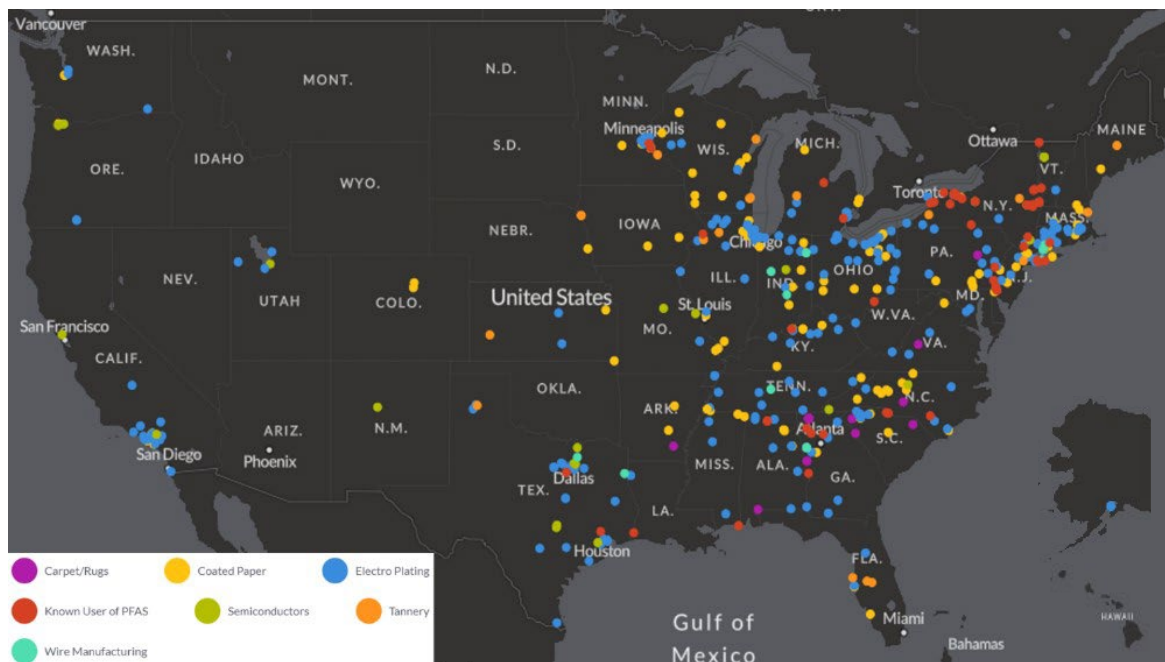 ONT.
Vancouver
WASH.
MONT.
N.D.
MINN.
Minneapolis
Ottawa
MAINE
ORE.
IDAHO
S.D.
WIS.
MICH.
Toronto
VT.
N.Y.
MASS.
WYO.
NEBR.
IOWA
Chicago
PA.
N.J.
NEV.
UTAH
COLO.
United States
ILL.
IND.
OHIO
MD.
San Francisco
St. Louis
MO.
W.VA.
VA.
KY.
CALIF.
OKLA.
ARK.
TENN.
N.C.
ARIZ.
N.M.
Atlanta
S.C.
San Diego
Phoenix
Dallas
MISS.
ALA.
GA.
TEX.
LA.
Houston
FLA.
Gulf of
Mexico
Miami
Bahamas
HAWAII
Carpet/Rugs
Coated Paper
Electro Plating
Known User of PFAS
Semiconductors
Tannery
Wire Manufacturing